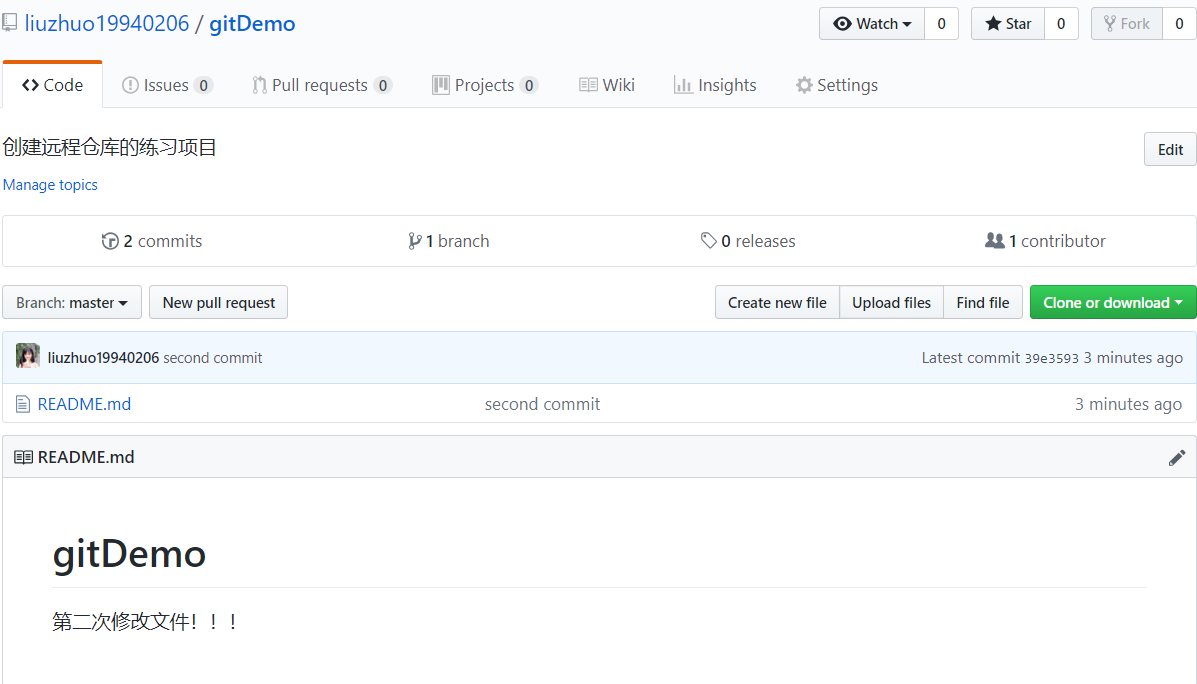 liuzhuo19940206 / gitDemo Watch 0 Star 0 Fork 0
Code Issues 0 Pull requests 0 Projects 0 Wiki Insights Settings
创建远程仓库的练习项目 Edit
Manage topics
2 commits 1 branch 0 releases 1 contributor
Branch: master New pull request Create new file Upload files Find file Clone or download
liuzhuo19940206 second commit Latest commit 39e3593 3 minutes ago
README.md second commit 3 minutes ago
README.md
gitDemo
第二次修改文件！！！